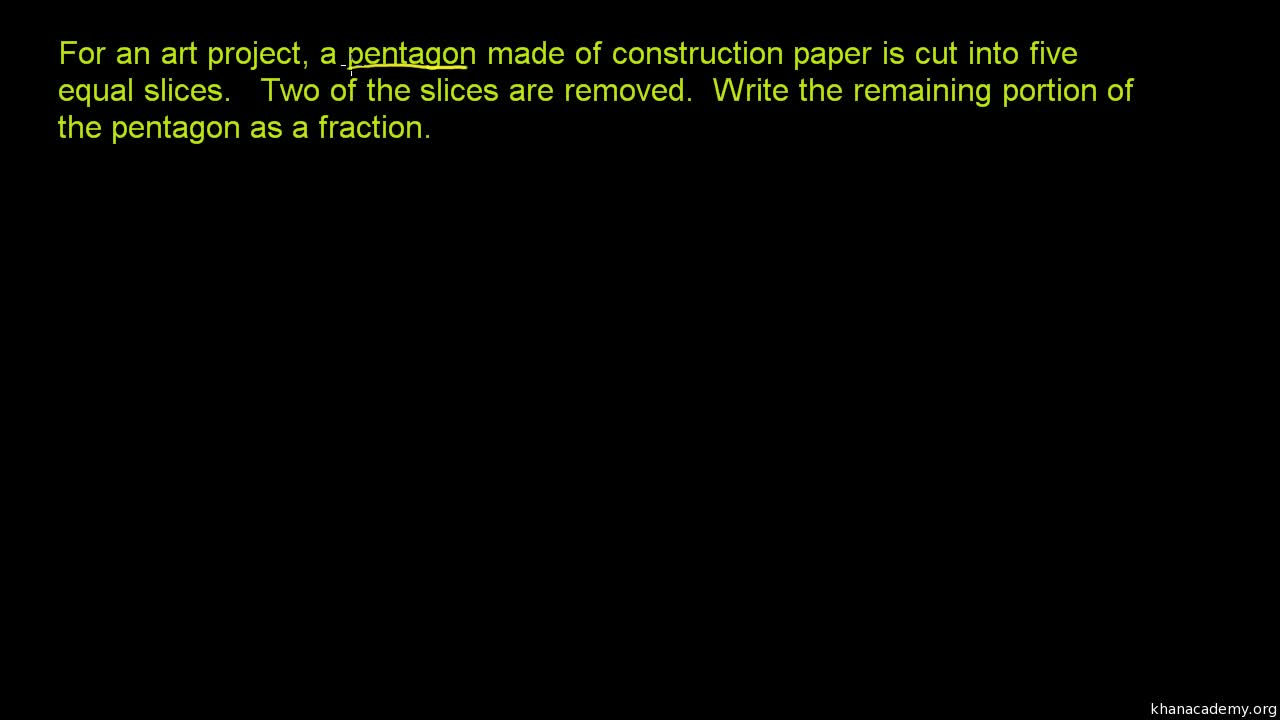 For an art project, a pentagon made of construction paper is cut into five
equal slices. Two of the slices are removed. Write the remaining portion of
the pentagon as a fraction.
khanacademy.org